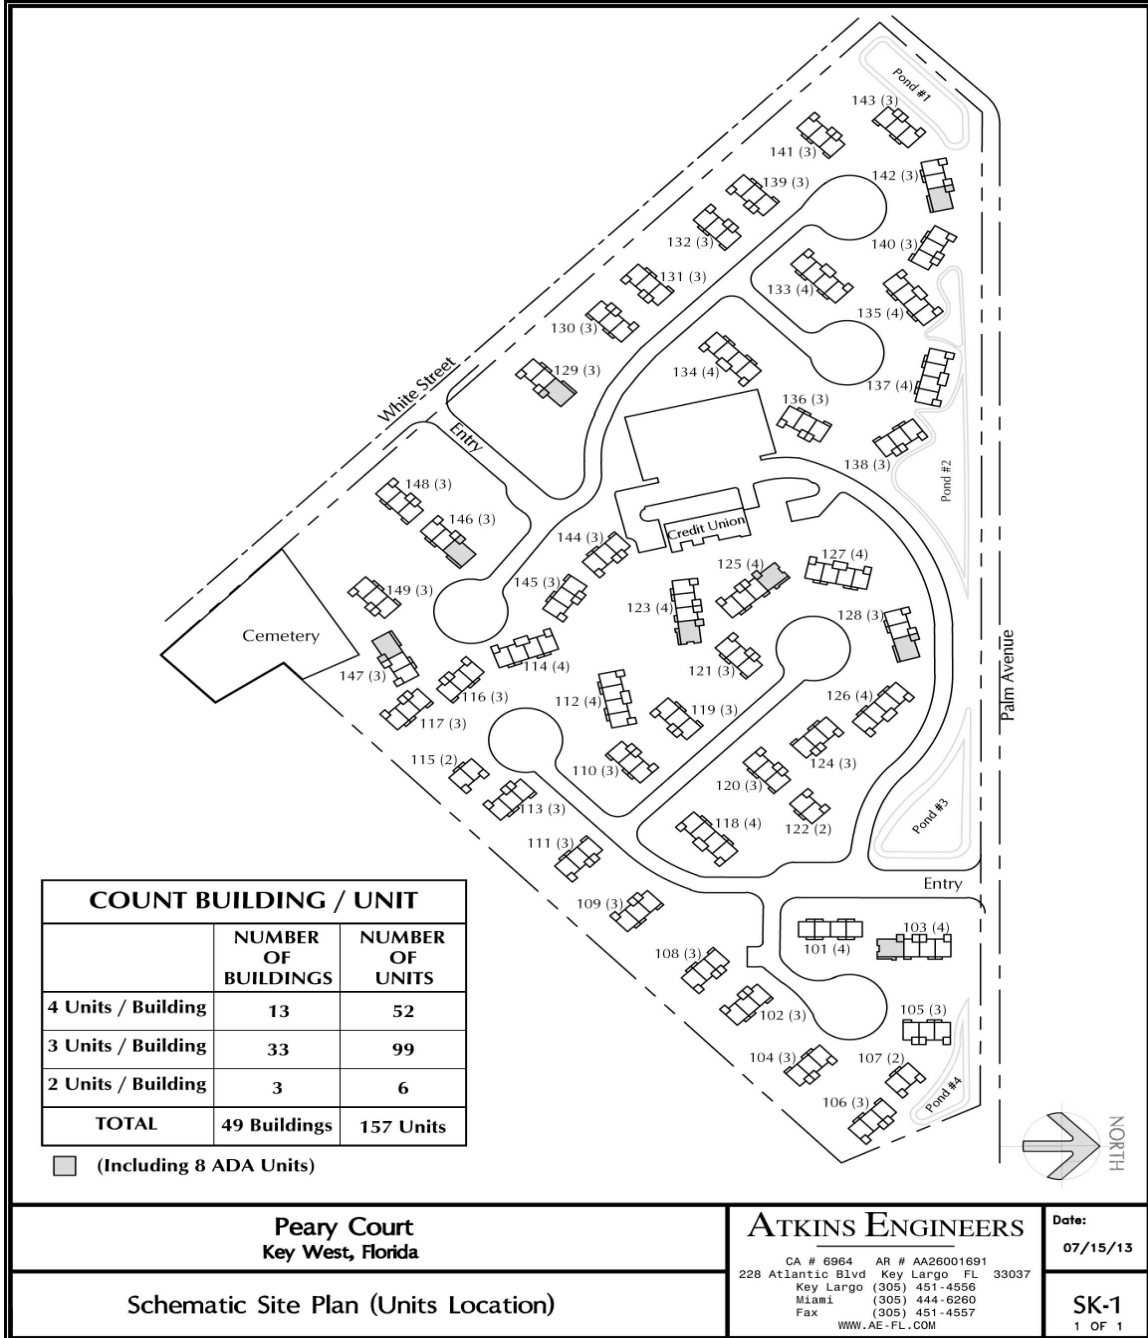 Pond #1
143 (3)
141 (3)
142 (3)
139 (3)
132 (3)
140 (3)
131 (3)
133 (4)
135 (4)
130 (3)
129 (3)
134 (4)
137 (4)
White Street
136 (3)
Entry
138 (3)
Pond #2
148 (3)
146 (3)
Credit Union
144 (3)
127 (4)
125 (4)
145 (3)
149 (3)
123 (4)
128 (3)
Cemetery
114 (4)
121 (3)
147 (3)
116 (3)
Palm Avenue
126 (4)
112 (4)
119 (3)
117 (3)
115 (2)
124 (3)
110 (3)
120 (3)
113 (3)
118 (4)
122 (2)
Pond #3
111 (3)
Entry
109 (3)
103 (4)
101 (4)
108 (3)
102 (3)
105 (3)
104 (3)
107 (2)
Pond #4
106 (3)
NORTH
COUNT BUILDING / UNIT
NUMBER OF BUILDINGS NUMBER OF UNITS
4 Units / Building 13 52
3 Units / Building 33 99
2 Units / Building 3 6
TOTAL 49 Buildings 157 Units
(Including 8 ADA Units)
Peary Court
Key West, Florida
Schematic Site Plan (Units Location)
ATKINS ENGINEERS
CA # 6964 AR # AA26001691
228 Atlantic Blvd Key Largo FL 33037
Key Largo (305) 451-4556
Miami (305) 444-6260
Fax (305) 451-4557
WWW.AE-FL.COM
Date:
07/15/13
SK-1
1 OF 1